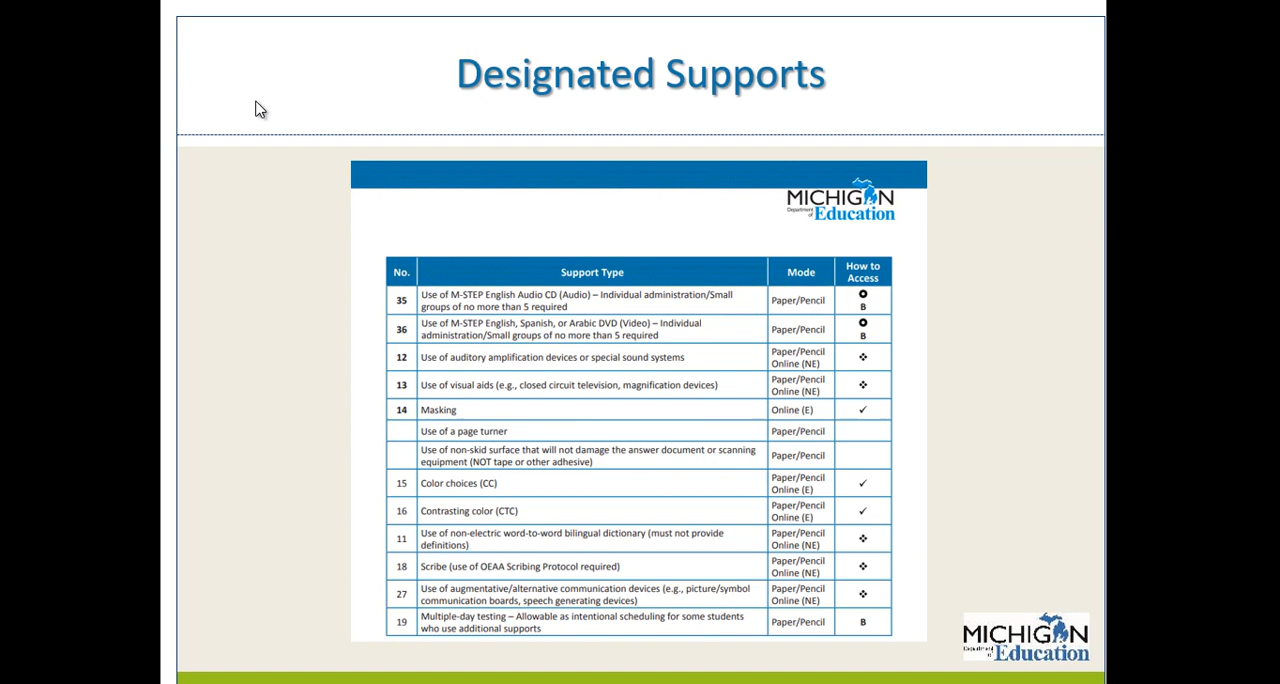 Designated Supports
MICHIGAN
Department
of Education
No. Support Type Mode How to
Access
35 Use of M-STEP English Audio CD (Audio) – Individual administration/Small
groups of no more than 5 required Paper/Pencil ✪
B
36 Use of M-STEP English, Spanish, or Arabic DVD (Video) – Individual
administration/Small groups of no more than 5 required Paper/Pencil ✪
B
12 Use of auditory amplification devices or special sound systems Paper/Pencil
Online (NE) ❖
13 Use of visual aids (e.g., closed circuit television, magnification devices) Paper/Pencil
Online (NE) ❖
14 Masking Online (E) ✓
Use of a page turner Paper/Pencil
Use of non-skid surface that will not damage the answer document or scanning
equipment (NOT tape or other adhesive) Paper/Pencil
15 Color choices (CC) Paper/Pencil
Online (E) ✓
16 Contrasting color (CTC) Paper/Pencil
Online (E) ✓
11 Use of non-electric word-to-word bilingual dictionary (must not provide
definitions) Paper/Pencil
Online (NE) ❖
18 Scribe (use of OEAA Scribing Protocol required) Paper/Pencil
Online (NE) ❖
27 Use of augmentative/alternative communication devices (e.g., picture/symbol
communication boards, speech generating devices) Paper/Pencil
Online (NE) ❖
19 Multiple-day testing – Allowable as intentional scheduling for some students
who use additional supports Paper/Pencil B
MICHIGAN
Department
of Education